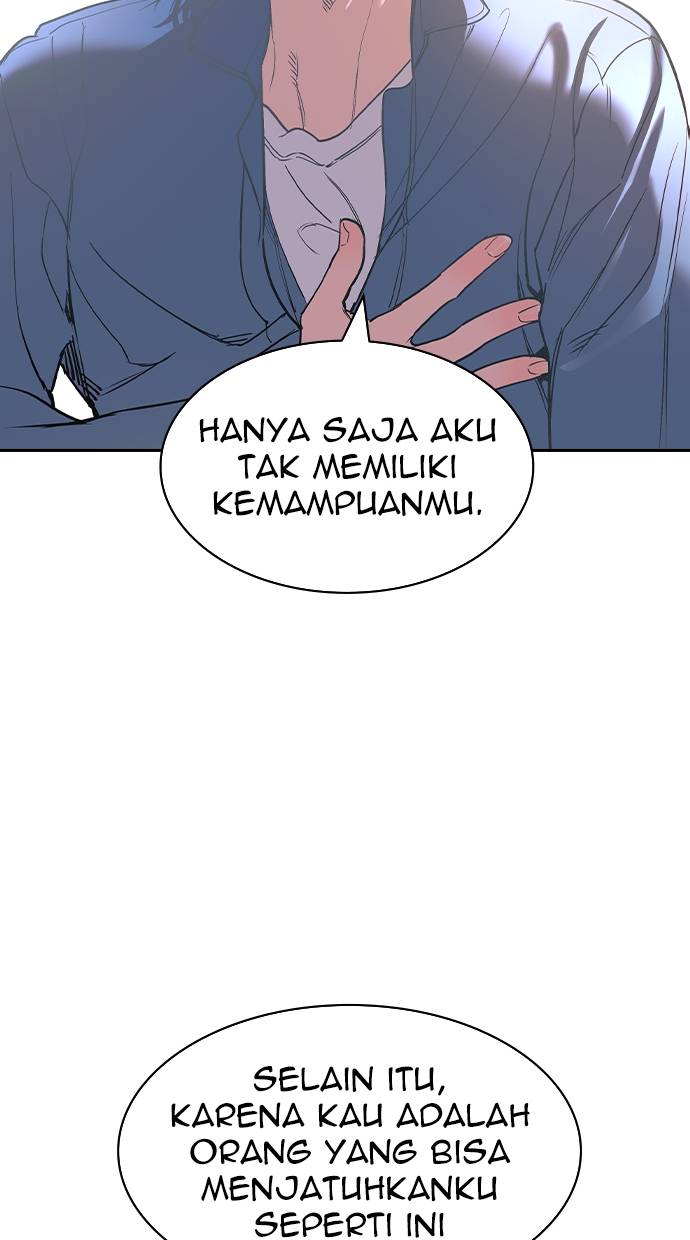 HANYA SAJA AKU
TAK MEMILIKI
KEMAMPUANMU.
SELAIN ITU,
KARENA KAU ADALAH
ORANG YANG BISA
MENJATUHKANKU
SEPERTI INI